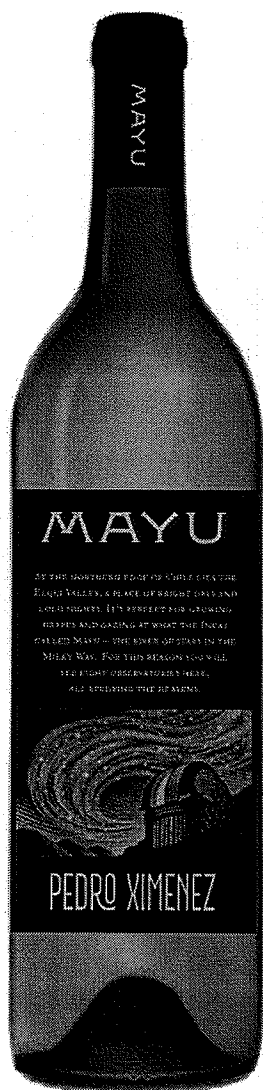 MAYU
MAYU
AT THE NORTHERN EDGE OF CHILE LIES THE
ELQUI VALLEY, A PLACE OF BRIGHT DAYS AND
COLD NIGHTS. IT'S PERFECT FOR GROWING
GRAPES AND GAZING AT WHAT THE INCAS
CALLED MAYU – THE RIVER OF STARS IN THE
MILKY WAY. FOR THIS REASON YOU WILL
SEE OBSERVATORIES HERE,
ALL STUDYING THE HEAVENS.
PEDRO XIMENEZ